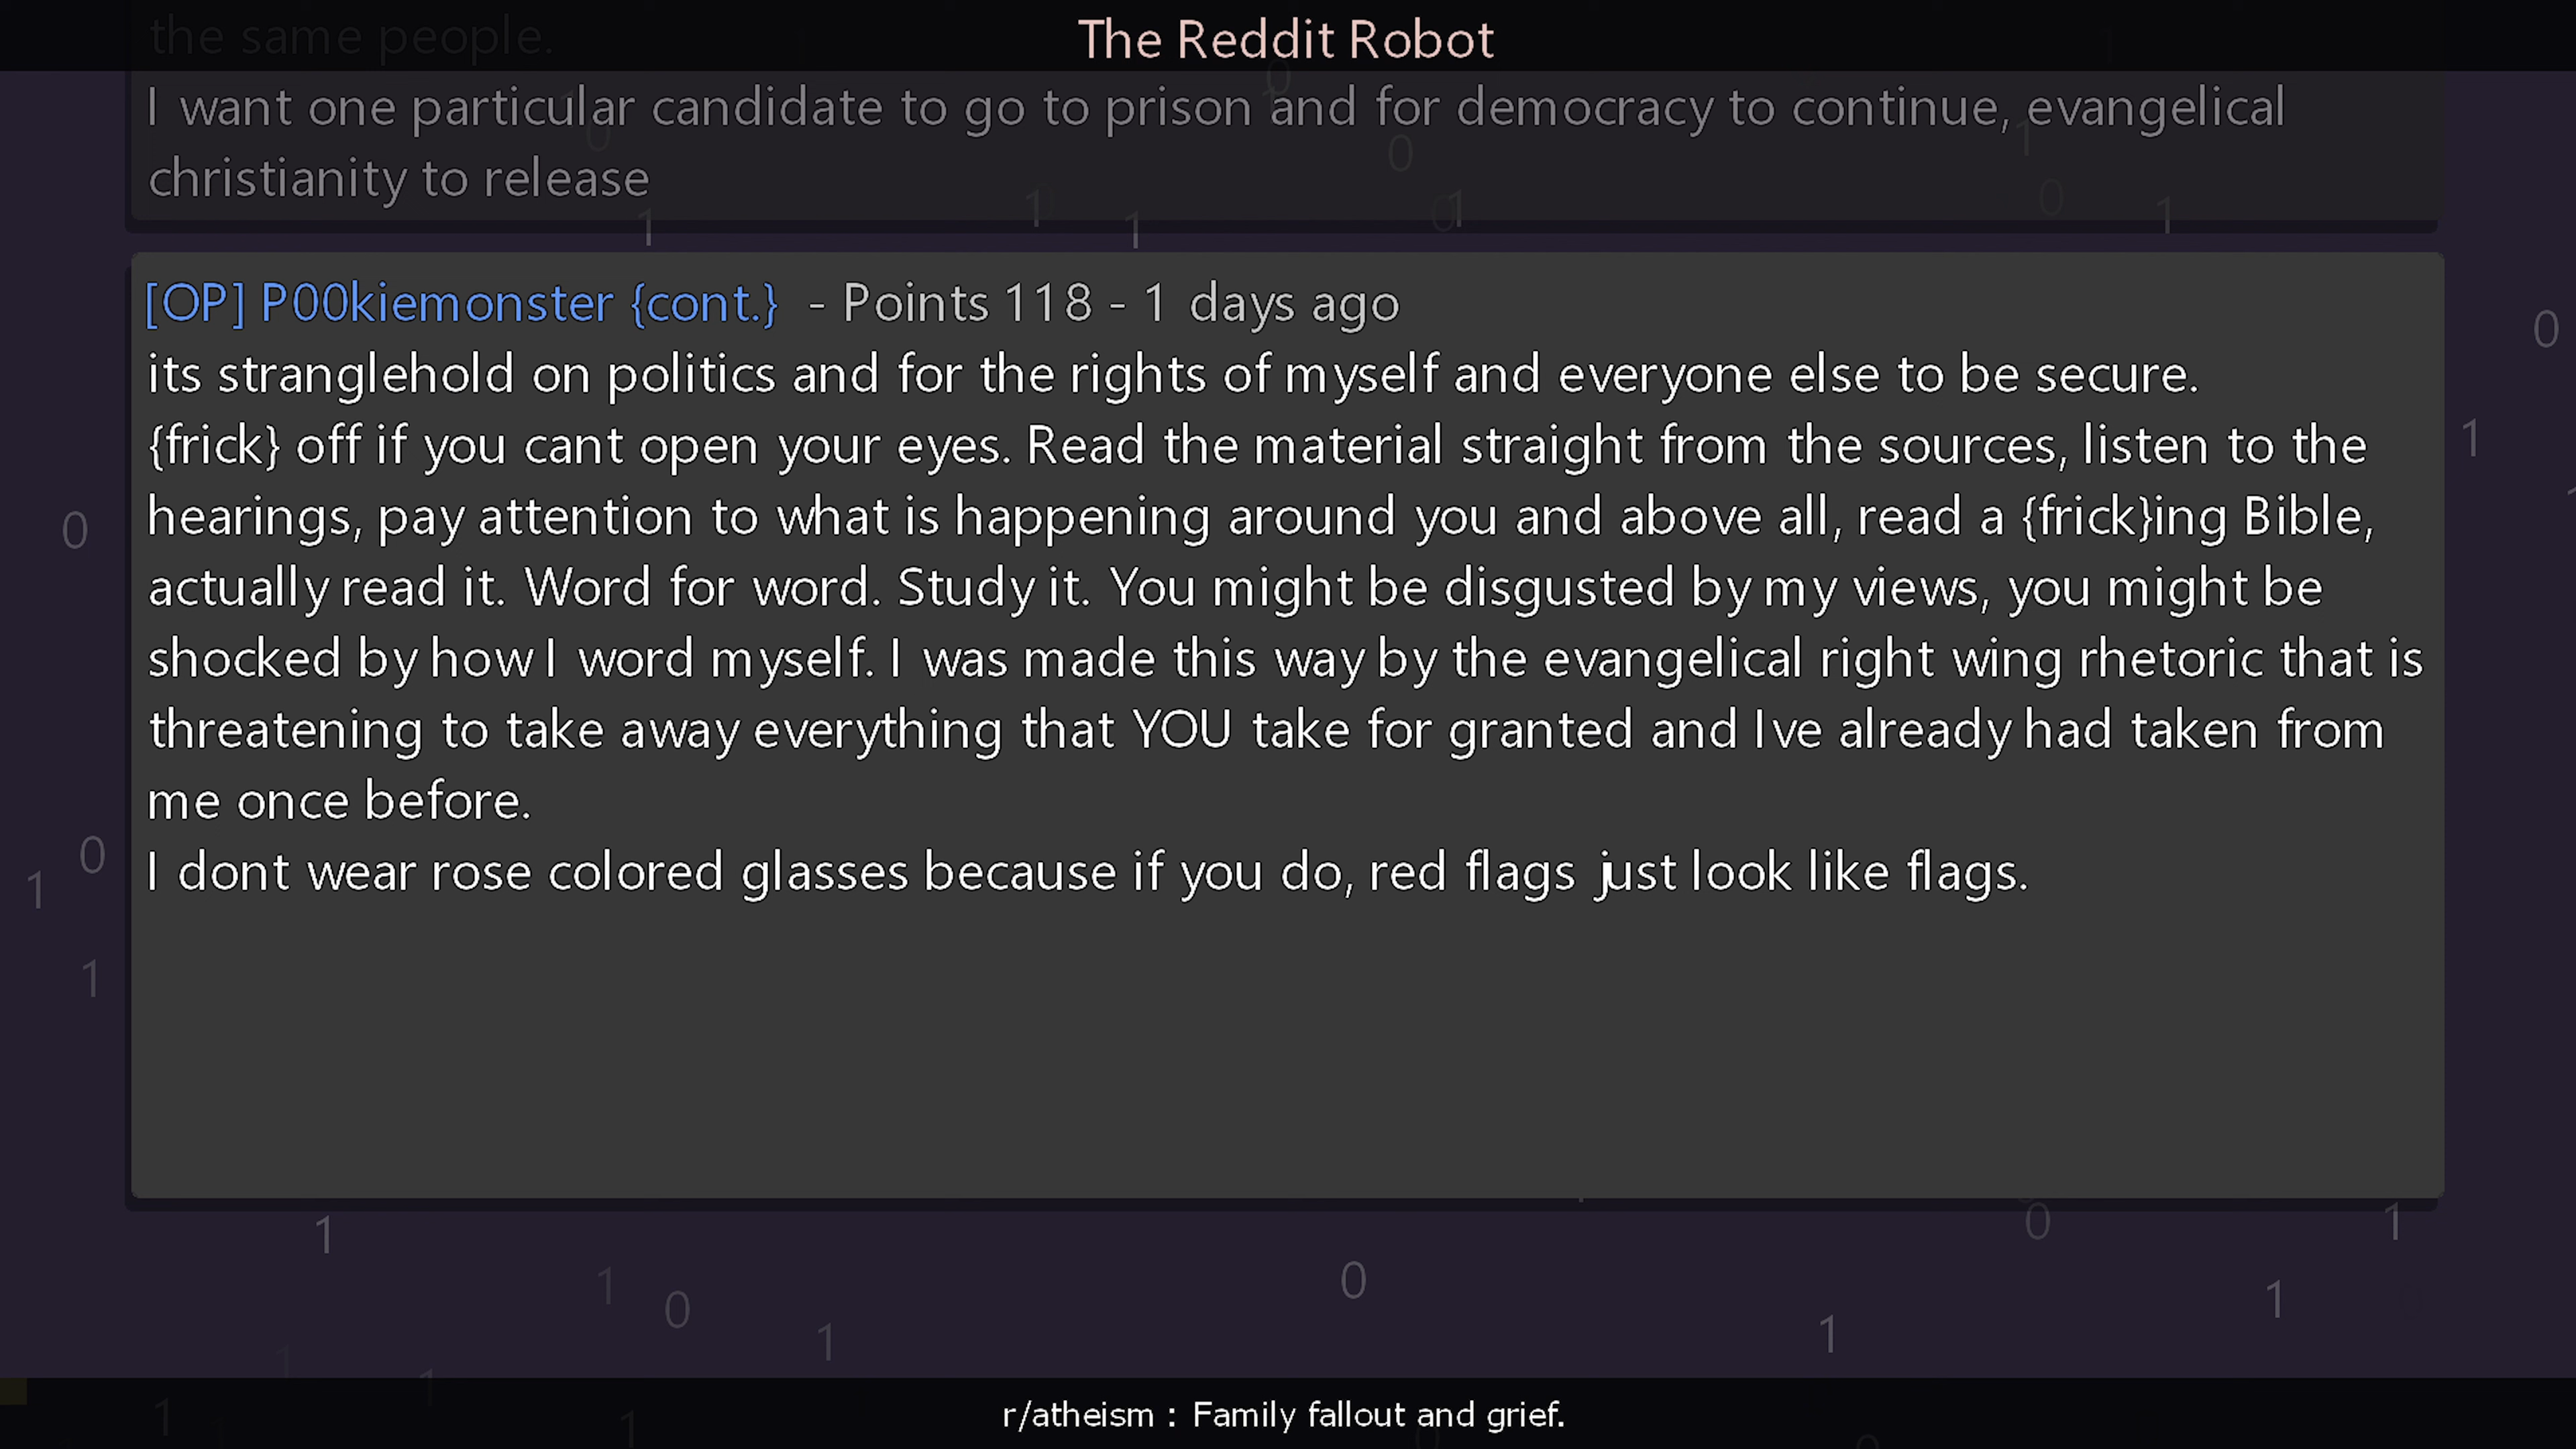 the same people.
The Reddit Robot
I want one particular candidate to go to prison and for democracy to continue, evangelical
christianity to release
[OP] P00kiemonster {cont.} - Points 118 - 1 days ago
its stranglehold on politics and for the rights of myself and everyone else to be secure.
{frick} off if you cant open your eyes. Read the material straight from the sources, listen to the
hearings, pay attention to what is happening around you and above all, read a {frick}ing Bible,
actually read it. Word for word. Study it. You might be disgusted by my views, you might be
shocked by how I word myself. I was made this way by the evangelical right wing rhetoric that is
threatening to take away everything that YOU take for granted and Ive already had taken from
me once before.
I dont wear rose colored glasses because if you do, red flags just look like flags.
r/atheism : Family fallout and grief.